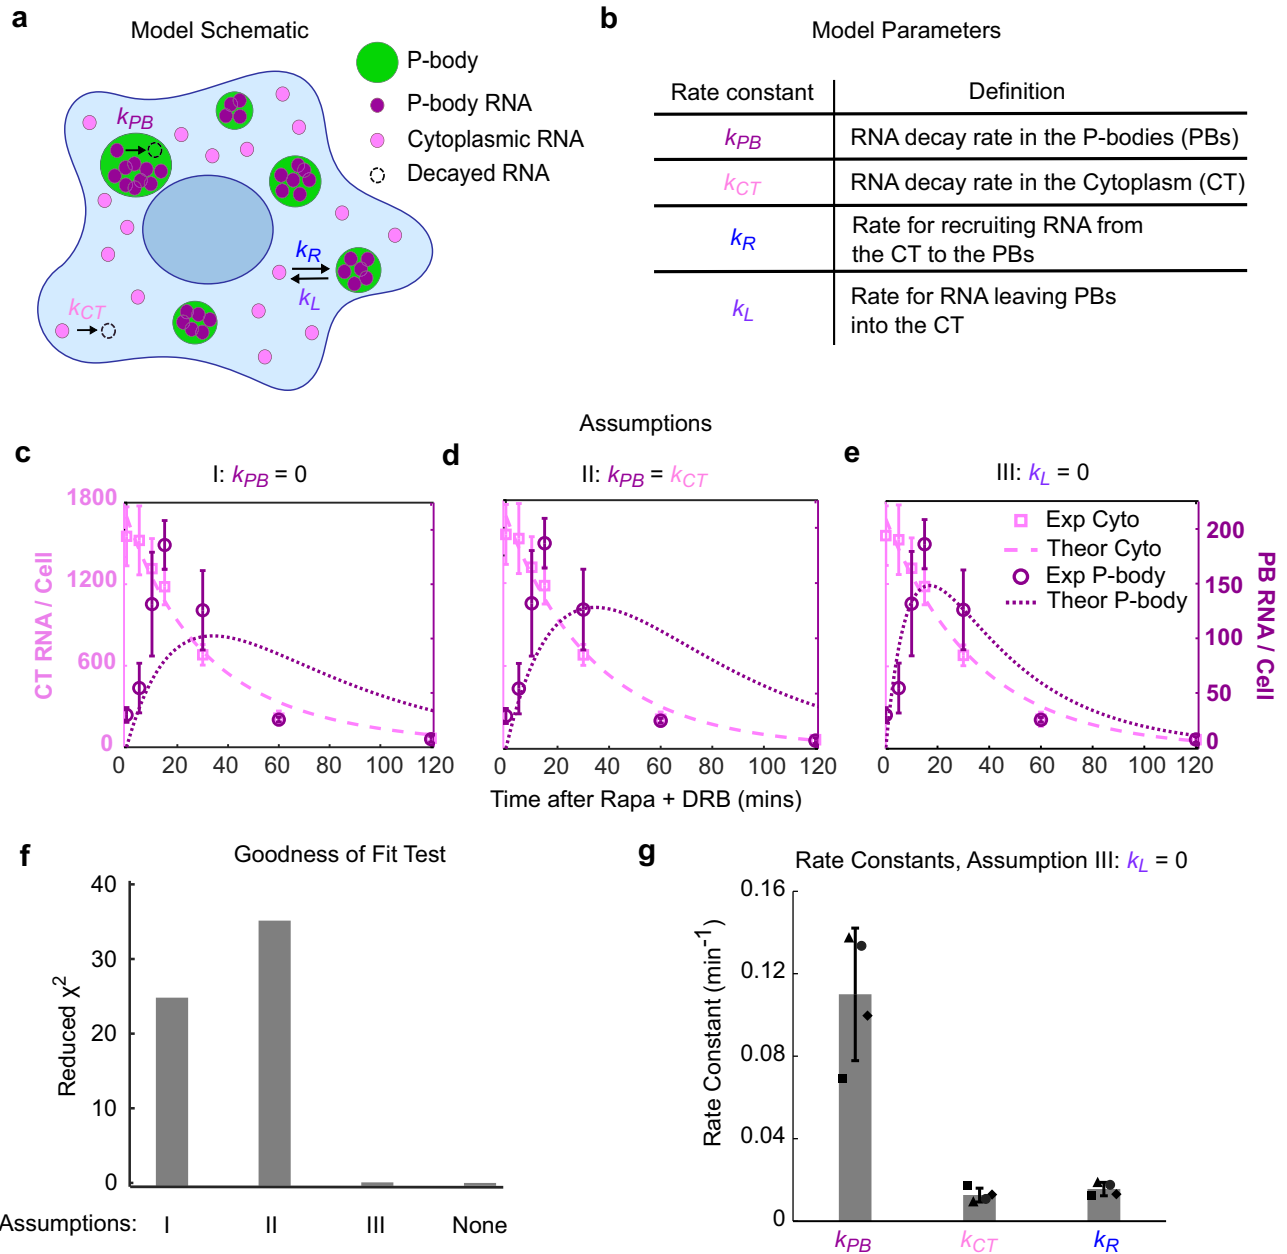 a
Model Schematic
P-body
P-body RNA
Cytoplasmic RNA
Decayed RNA
kPB
kR
kL
kCT
b
Model Parameters
Rate constant Definition
kPB RNA decay rate in the P-bodies (PBs)
kCT RNA decay rate in the Cytoplasm (CT)
kR Rate for recruiting RNA from
the CT to the PBs
kL Rate for RNA leaving PBs
into the CT
Assumptions
c
I: kPB = 0
d
II: kPB = kCT
e
III: kL = 0
CT RNA / Cell
1800
1200
600
0
0 20 40 60 80 100 120
0 20 40 60 80 100 120
0 20 40 60 80 100 120
Time after Rapa + DRB (mins)
Exp Cyto
Theor Cyto
Exp P-body
Theor P-body
200
150
100
50
0
PB RNA / Cell
f
Goodness of Fit Test
Reduced χ2
40
30
20
10
0
Assumptions: I II III None
g
Rate Constants, Assumption III: kL = 0
Rate Constant (min-1)
0.16
0.12
0.08
0.04
0
kPB kCT kR